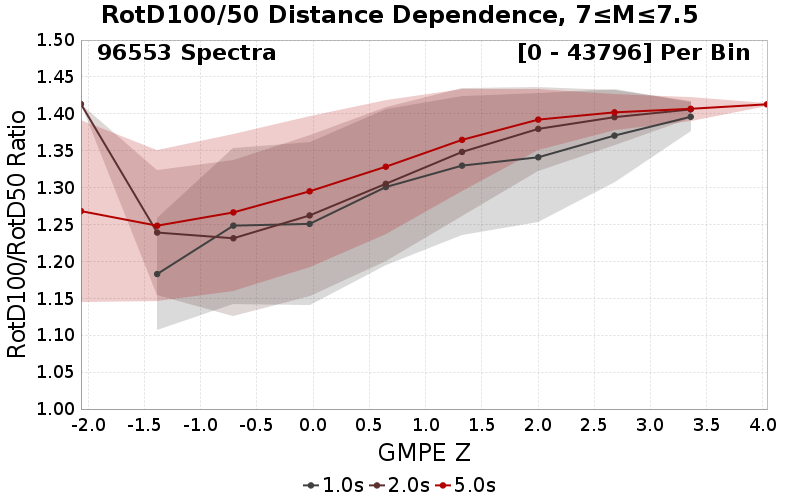 RotD100/50 Distance Dependence, 7≤M≤7.5
96553 Spectra
[0 - 43796] Per Bin
RotD100/RotD50 Ratio
1.50
1.45
1.40
1.35
1.30
1.25
1.20
1.15
1.10
1.05
1.00
-2.0 -1.5 -1.0 -0.5 0.0 0.5 1.0 1.5 2.0 2.5 3.0 3.5 4.0
GMPE Z
1.0s 2.0s 5.0s